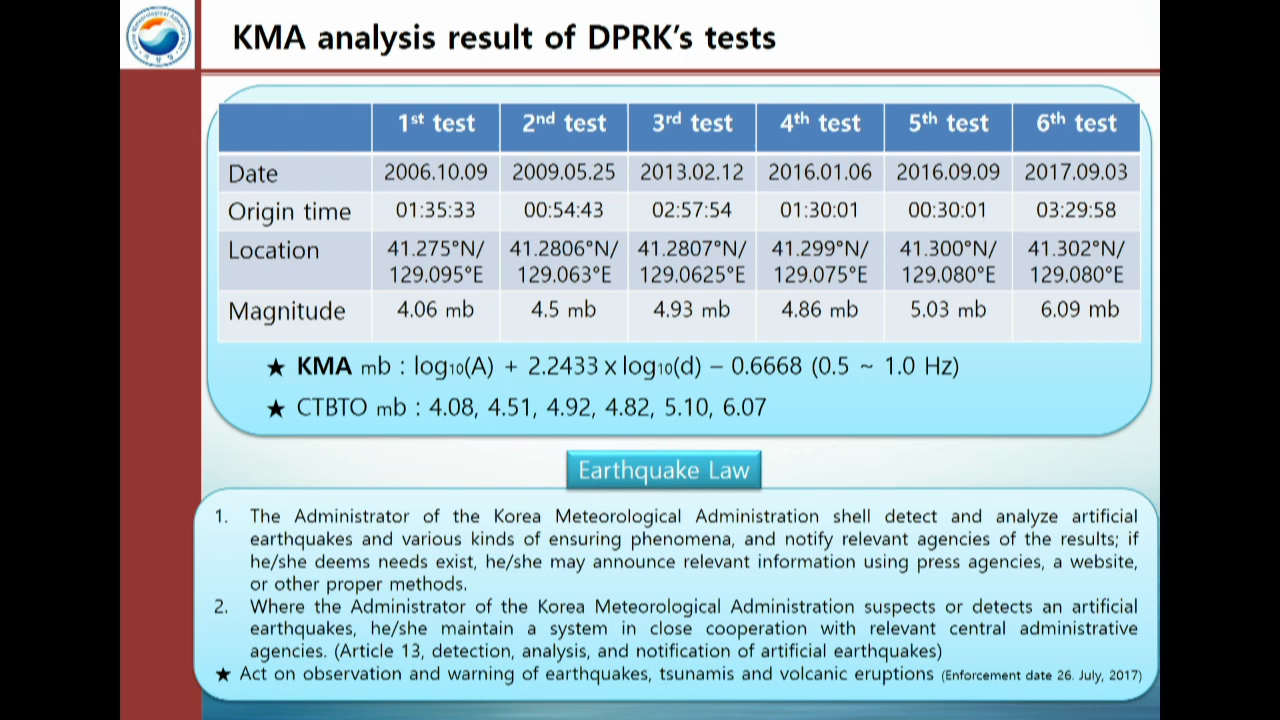 KMA analysis result of DPRK's tests
1st test 2nd test 3rd test 4th test 5th test 6th test
Date 2006.10.09 2009.05.25 2013.02.12 2016.01.06 2016.09.09 2017.09.03
Origin time 01:35:33 00:54:43 02:57:54 01:30:01 00:30:01 03:29:58
Location 41.275°N/ 41.2806°N/ 41.2807°N/ 41.299°N/ 41.300°N/ 41.302°N/
129.095°E 129.063°E 129.0625°E 129.075°E 129.080°E 129.080°E
Magnitude 4.06 mb 4.5 mb 4.93 mb 4.86 mb 5.03 mb 6.09 mb
★ KMA mb : log10(A) + 2.2433 x log10(d) – 0.6668 (0.5 ~ 1.0 Hz)
★ CTBTO mb : 4.08, 4.51, 4.92, 4.82, 5.10, 6.07
Earthquake Law
1. The Administrator of the Korea Meteorological Administration shell detect and analyze artificial
earthquakes and various kinds of ensuring phenomena, and notify relevant agencies of the results; if
he/she deems needs exist, he/she may announce relevant information using press agencies, a website,
or other proper methods.
2. Where the Administrator of the Korea Meteorological Administration suspects or detects an artificial
earthquakes, he/she maintain a system in close cooperation with relevant central administrative
agencies. (Article 13, detection, analysis, and notification of artificial earthquakes)
★ Act on observation and warning of earthquakes, tsunamis and volcanic eruptions (Enforcement date 26. July, 2017)